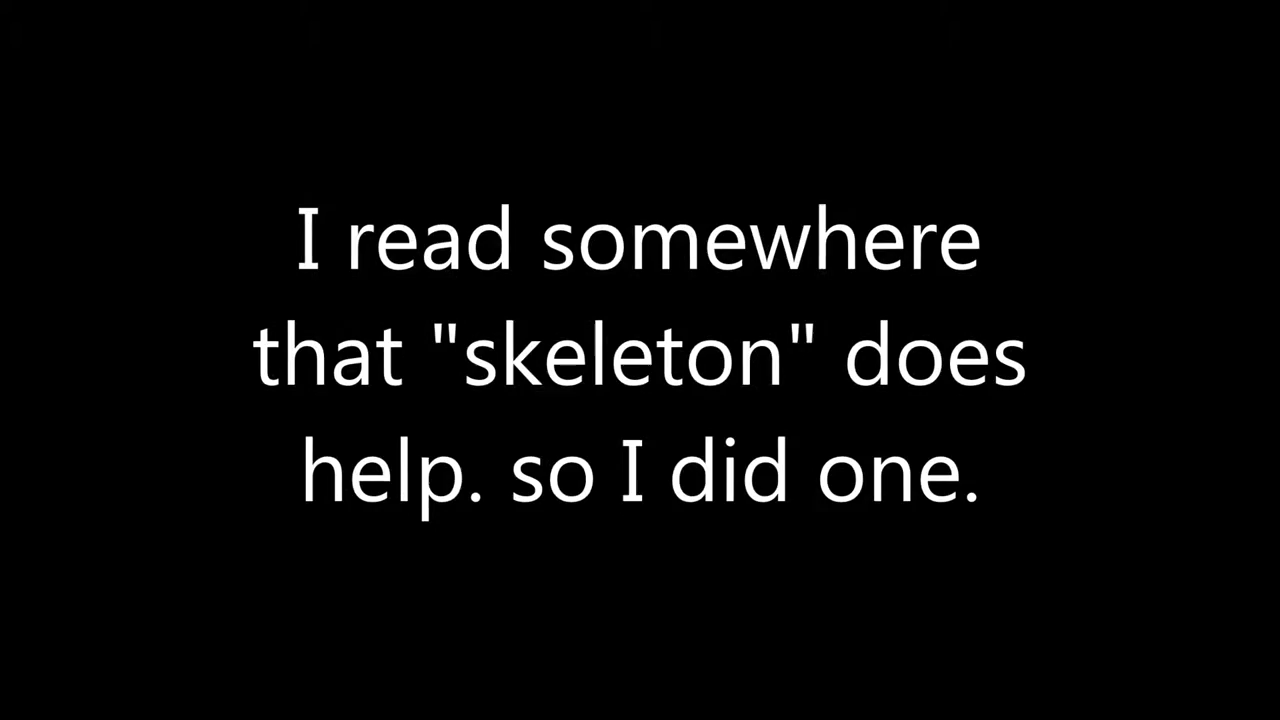 I read somewhere
that "skeleton" does
help. so I did one.